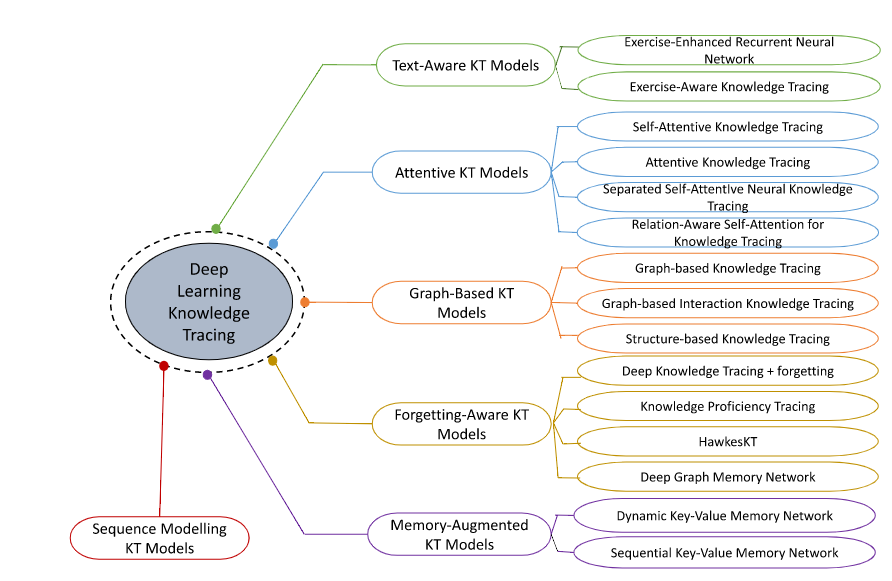 Deep
Learning
Knowledge
Tracing
Text-Aware KT Models
Exercise-Enhanced Recurrent Neural
Network
Exercise-Aware Knowledge Tracing
Attentive KT Models
Self-Attentive Knowledge Tracing
Attentive Knowledge Tracing
Separated Self-Attentive Neural Knowledge
Tracing
Relation-Aware Self-Attention for
Knowledge Tracing
Graph-Based KT
Models
Graph-based Knowledge Tracing
Graph-based Interaction Knowledge Tracing
Structure-based Knowledge Tracing
Forgetting-Aware KT
Models
Deep Knowledge Tracing + forgetting
Knowledge Proficiency Tracing
HawkesKT
Deep Graph Memory Network
Memory-Augmented
KT Models
Dynamic Key-Value Memory Network
Sequential Key-Value Memory Network
Sequence Modelling
KT Models